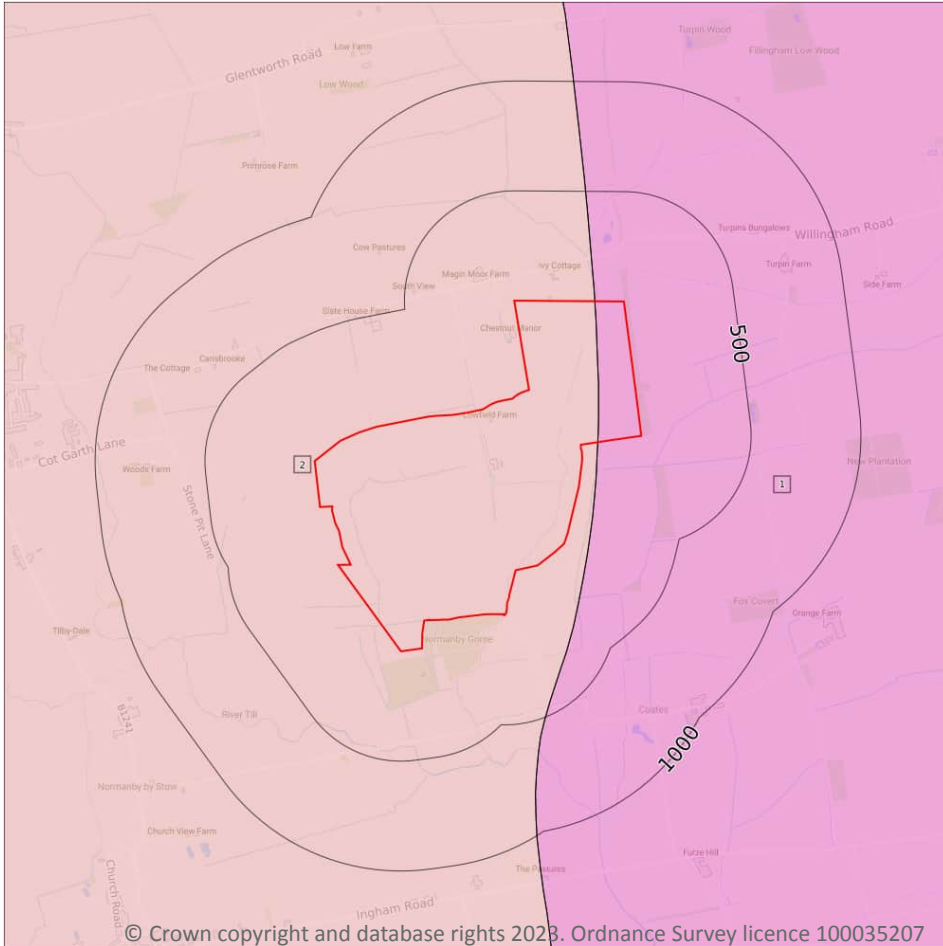 Turpin Wood
Low Farm
Fillingham Low Wood
Glentworth Road
Low Wood
Primrose Farm
Turpins Bungalows
Willingham Road
Cow Pastures
Ivy Cottage
Turpin Farm
Magin Moor Farm
South View
Side Farm
Slate House Farm
Chestnut Manor
500
Carisbrooke
The Cottage
Lowfield Farm
Cot Garth Lane
2
Woods Farm
New Plantation
1
Stone Pit Lane
Fox Covert
Grange Farm
Tilby Dale
Normanby Gorse
River Till
Coates
B1241
1000
Normanby by Stow
Church View Farm
Furze Hill
The Pastures
Church Road
Ingham Road
© Crown copyright and database rights 2023. Ordnance Survey licence 100035207